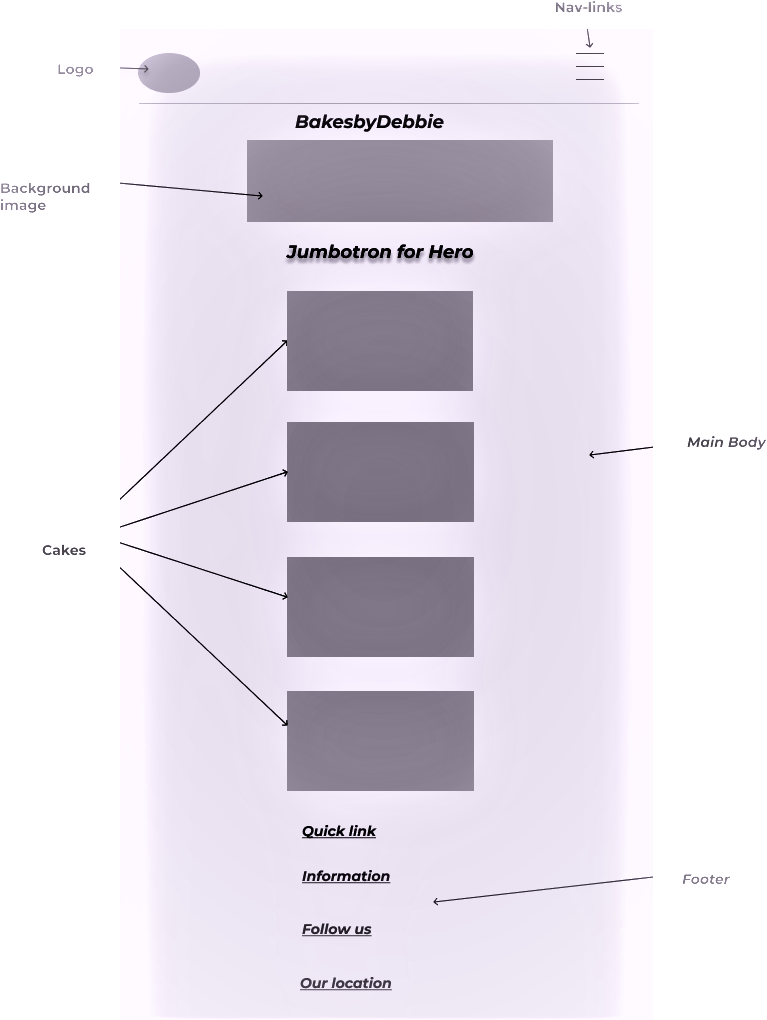 Nav-links
Logo
BakesbyDebbie
Background
image
Jumbotron for Hero
Main Body
Cakes
Quick link
Information
Footer
Follow us
Our location